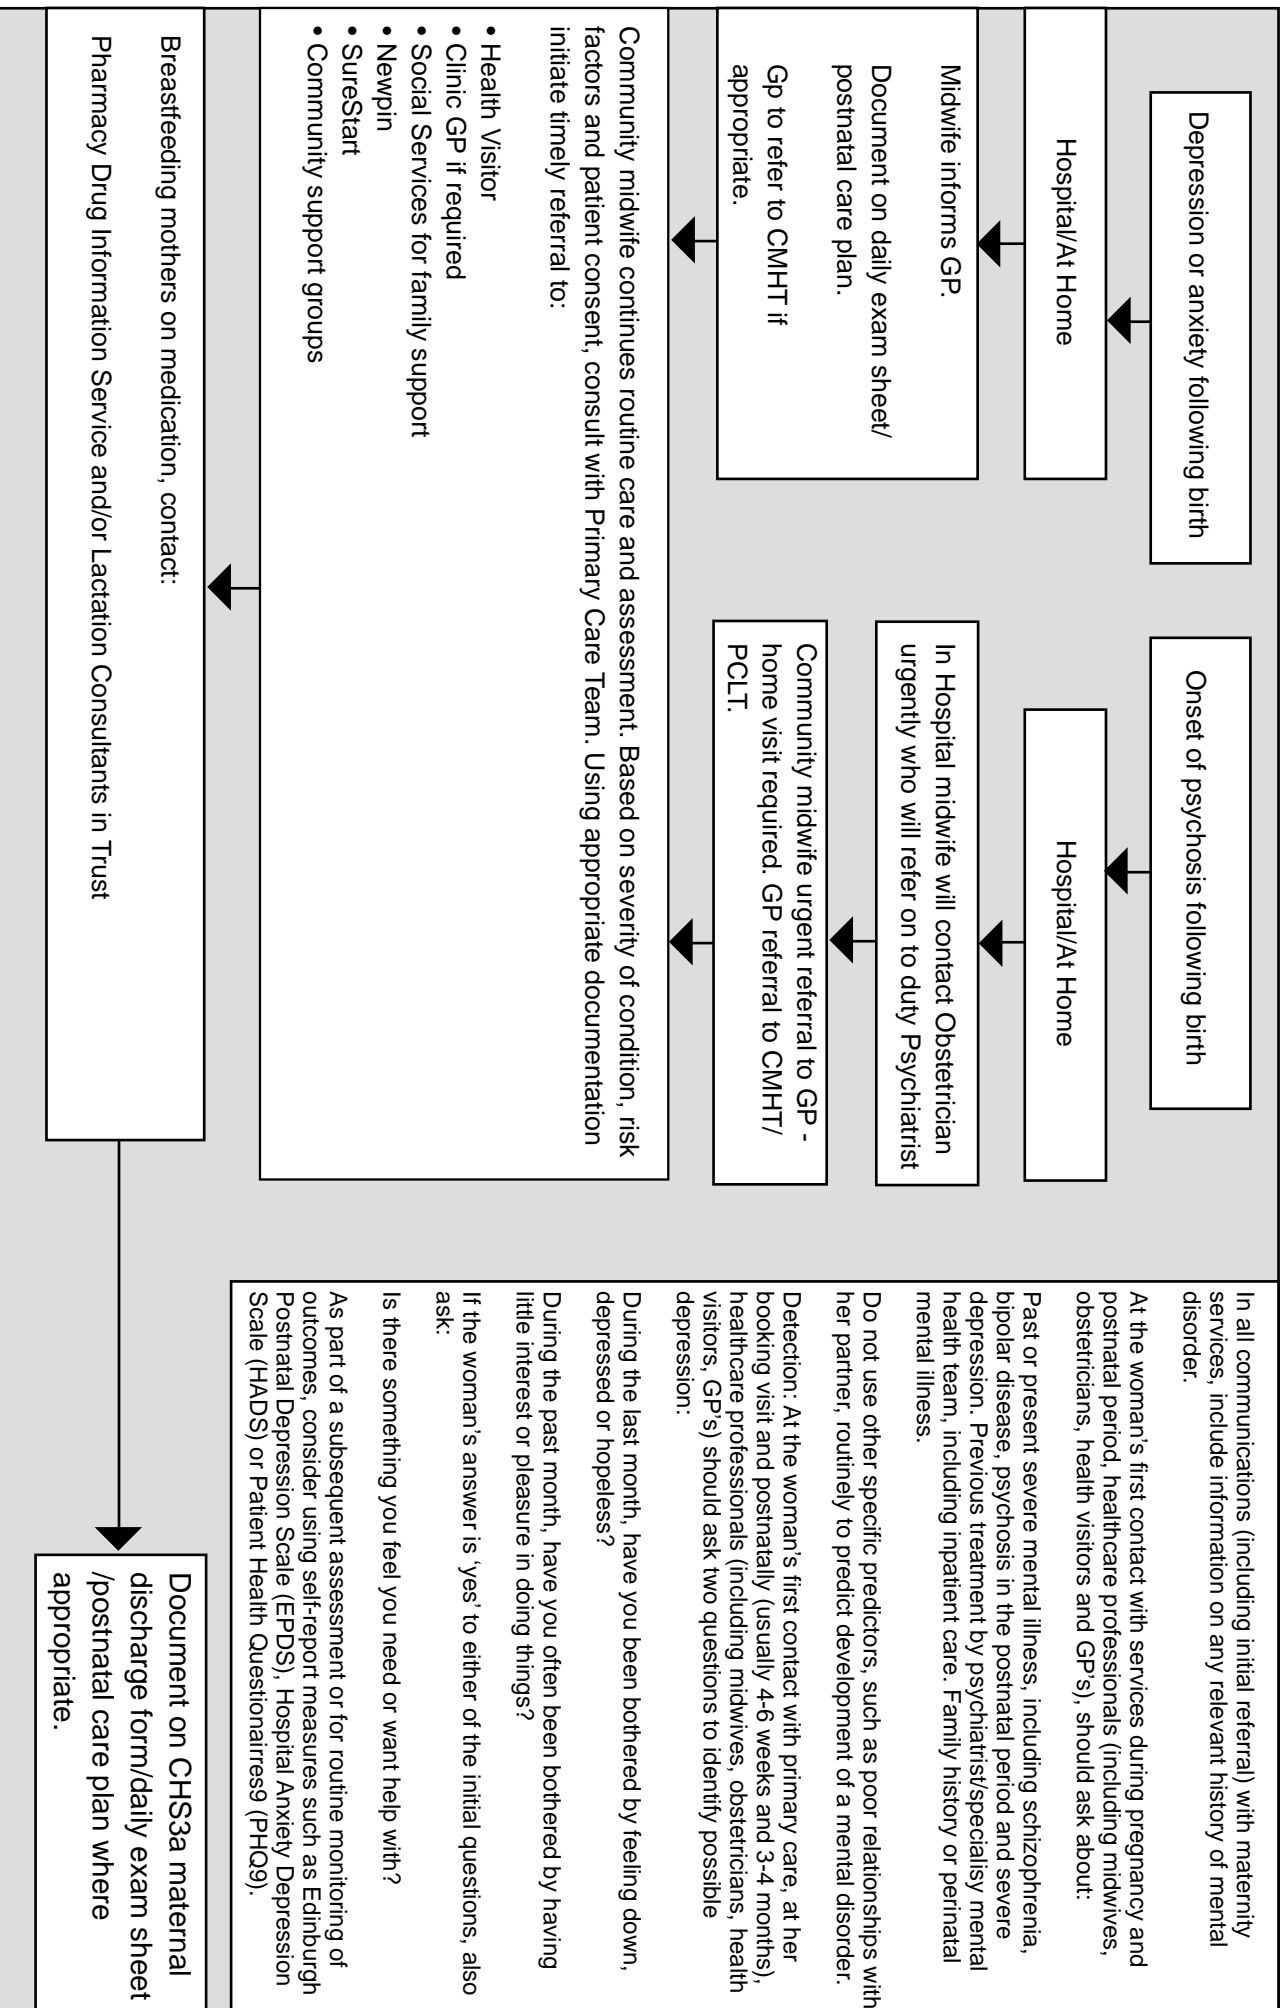 Depression or anxiety following birth
Hospital/At Home
Midwife informs GP.
Document on daily exam sheet/
postnatal care plan.
Gp to refer to CMHT if
appropriate.
Onset of psychosis following birth
Hospital/At Home
In Hospital midwife will contact Obstetrician
urgently who will refer on to duty Psychiatrist
Community midwife urgent referral to GP -
home visit required. GP referral to CMHT/
PCLT.
Community midwife continues routine care and assessment. Based on severity of condition, risk
factors and patient consent, consult with Primary Care Team. Using appropriate documentation
initiate timely referral to:
• Health Visitor
• Clinic GP if required
• Social Services for family support
• Newpin
• SureStart
• Community support groups
Breastfeeding mothers on medication, contact:
Pharmacy Drug Information Service and/or Lactation Consultants in Trust
In all communications (including initial referral) with maternity
services, include information on any relevant history of mental
disorder.
At the woman's first contact with services during pregnancy and
postnatal period, healthcare professionals (including midwives,
obstetricians, health visitors and GP's), should ask about:
Past or present severe mental illness, including schizophrenia,
bipolar disease, psychosis in the postnatal period and severe
depression. Previous treatment by psychiatrist/specialisy mental
health team, including inpatient care. Family history or perinatal
mental illness.
Do not use other specific predictors, such as poor relationships with
her partner, routinely to predict development of a mental disorder.
Detection: At the woman's first contact with primary care, at her
booking visit and postnatally (usually 4-6 weeks and 3-4 months),
healthcare professionals (including midwives, obstetricians, health
visitors, GP's) should ask two questions to identify possible
depression:
During the last month, have you been bothered by feeling down,
depressed or hopeless?
During the past month, have you often been bothered by having
little interest or pleasure in doing things?
If the woman's answer is 'yes' to either of the initial questions, also
ask:
Is there something you feel you need or want help with?
As part of a subsequent assessment or for routine monitoring of
outcomes, consider using self-report measures such as Edinburgh
Postnatal Depression Scale (EPDS), Hospital Anxiety Depression
Scale (HADS) or Patient Health Questionairres9 (PHQ9).
Document on CHS3a maternal
discharge form/daily exam sheet
/postnatal care plan where
appropriate.